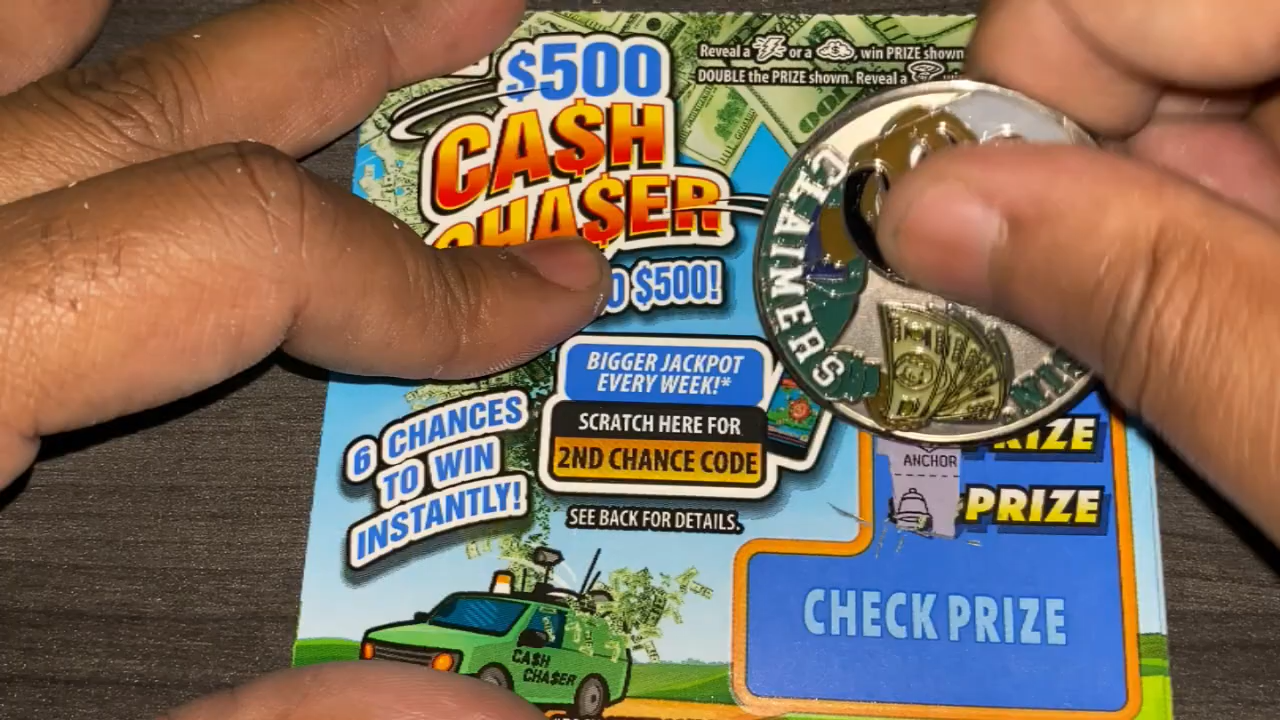 $500
CA$H
CHA$ER
$500!
Reveal a or a , win PRIZE shown
DOUBLE the PRIZE shown. Reveal a
CLAIMERS
BIGGER JACKPOT
EVERY WEEK!*
SCRATCH HERE FOR
2ND CHANCE CODE
SEE BACK FOR DETAILS.
6 CHANCES
TO WIN
INSTANTLY!
PRIZE
ANCHOR
PRIZE
CHECK PRIZE
CA$H
CHA$ER